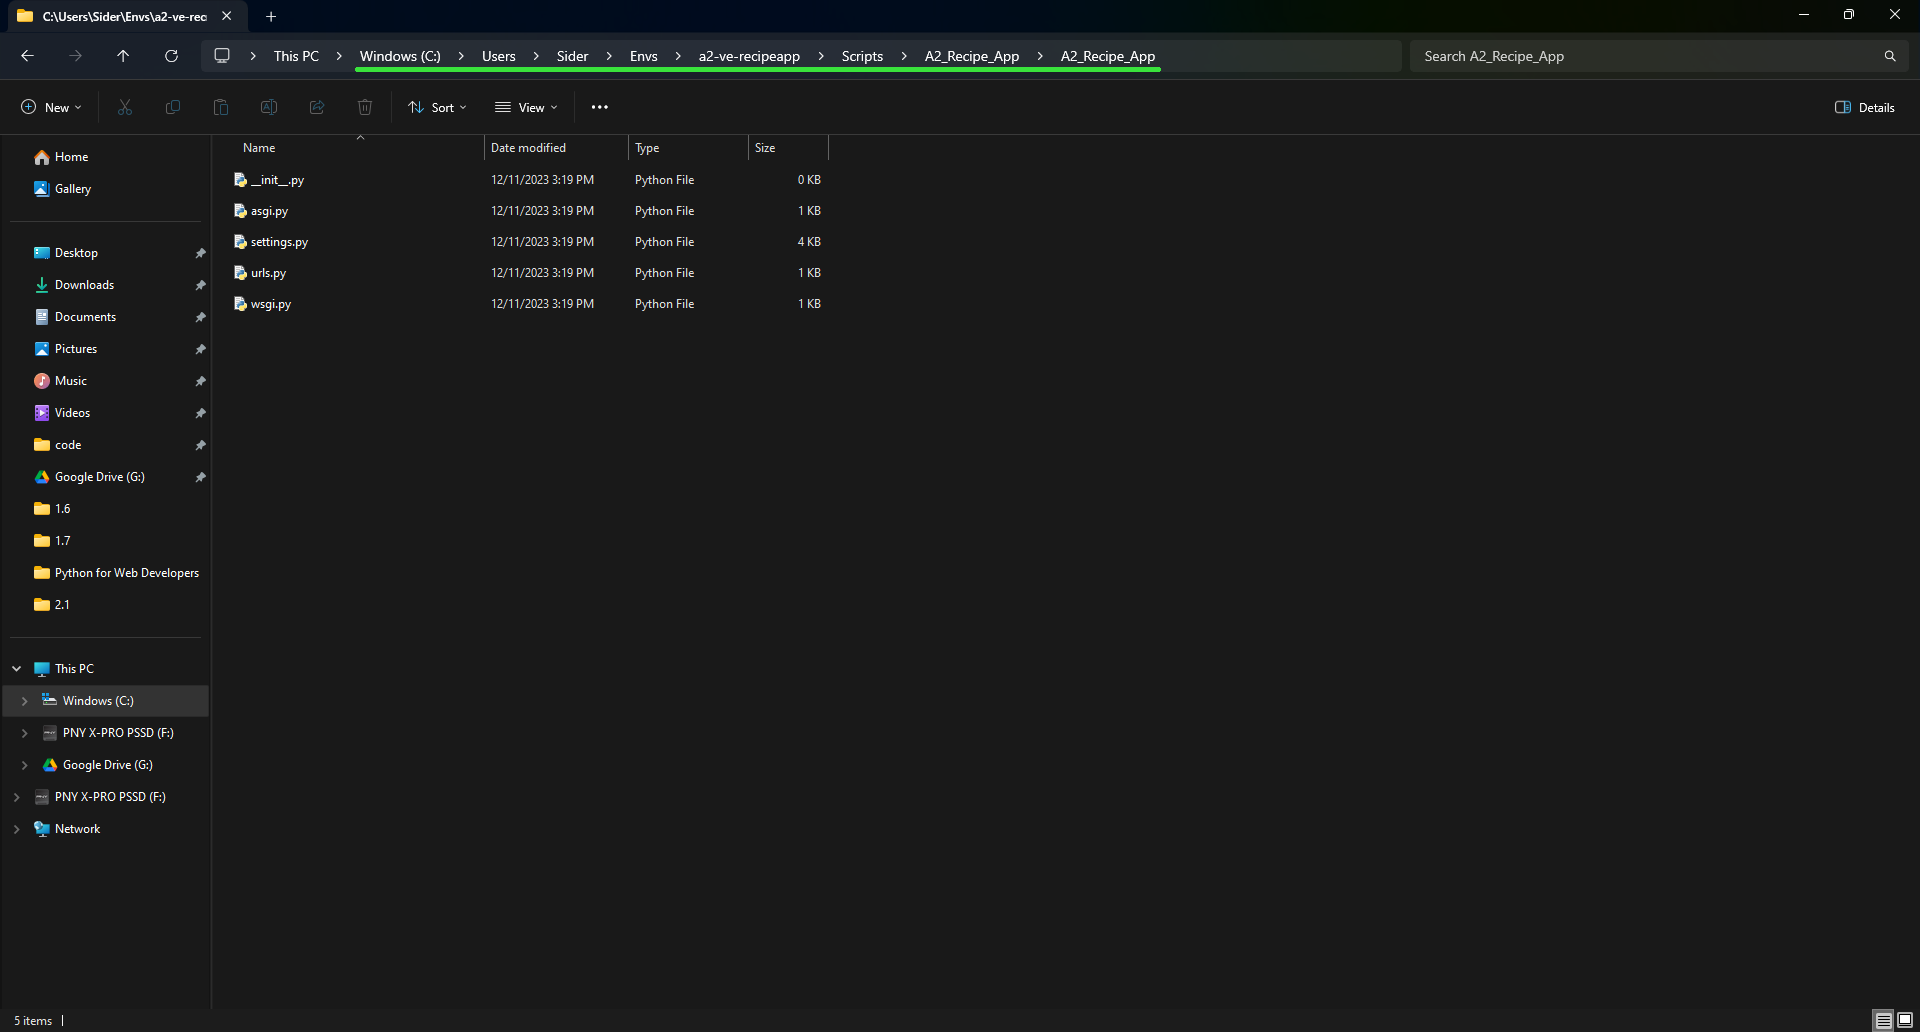 C:\Users\Sider\Envs\a2-ve-rec
This PC > Windows (C:) > Users > Sider > Envs > a2-ve-recipeapp > Scripts > A2_Recipe_App > A2_Recipe_App
Search A2_Recipe_App
New
Sort
View
Details
Home
Gallery
Desktop
Downloads
Documents
Pictures
Music
Videos
code
Google Drive (G:)
1.6
1.7
Python for Web Developers
2.1
This PC
Windows (C:)
PNY X-PRO PSSD (F:)
Google Drive (G:)
PNY X-PRO PSSD (F:)
Network
Name Date modified Type Size
__init__.py 12/11/2023 3:19 PM Python File 0 KB
asgi.py 12/11/2023 3:19 PM Python File 1 KB
settings.py 12/11/2023 3:19 PM Python File 4 KB
urls.py 12/11/2023 3:19 PM Python File 1 KB
wsgi.py 12/11/2023 3:19 PM Python File 1 KB
5 items